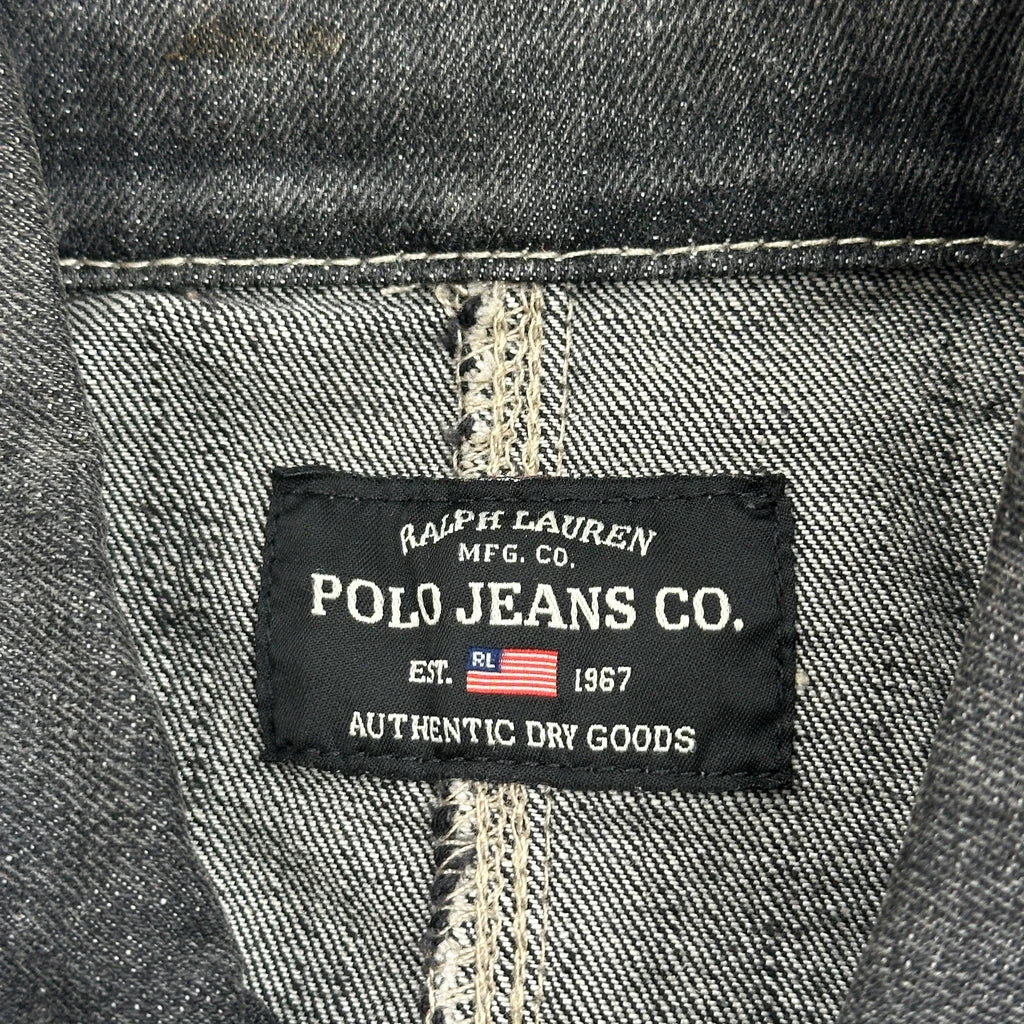 RALPH LAUREN
MFG. CO.
POLO JEANS CO.
EST. RL 1967
AUTHENTIC DRY GOODS